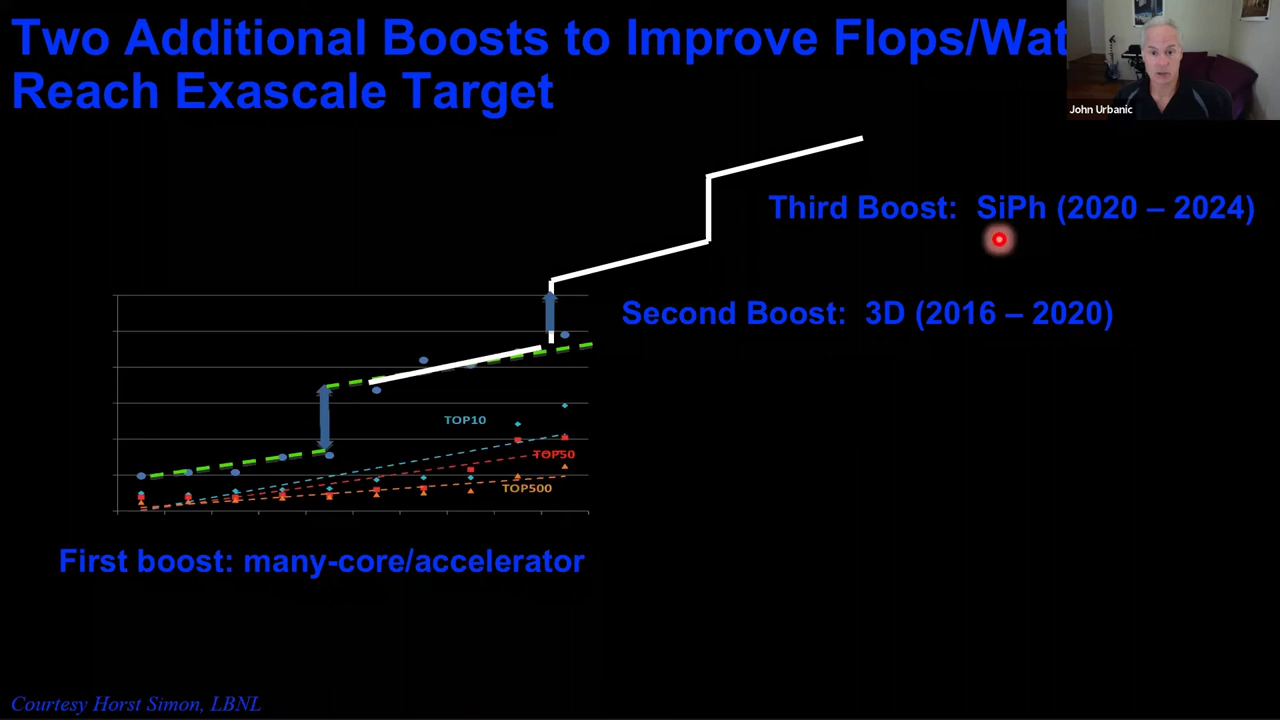 Two Additional Boosts to Improve Flops/Wat
Reach Exascale Target
John Urbanic
Third Boost: SiPh (2020 – 2024)
Second Boost: 3D (2016 – 2020)
TOP10
TOP50
TOP500
First boost: many-core/accelerator
Courtesy Horst Simon, LBNL